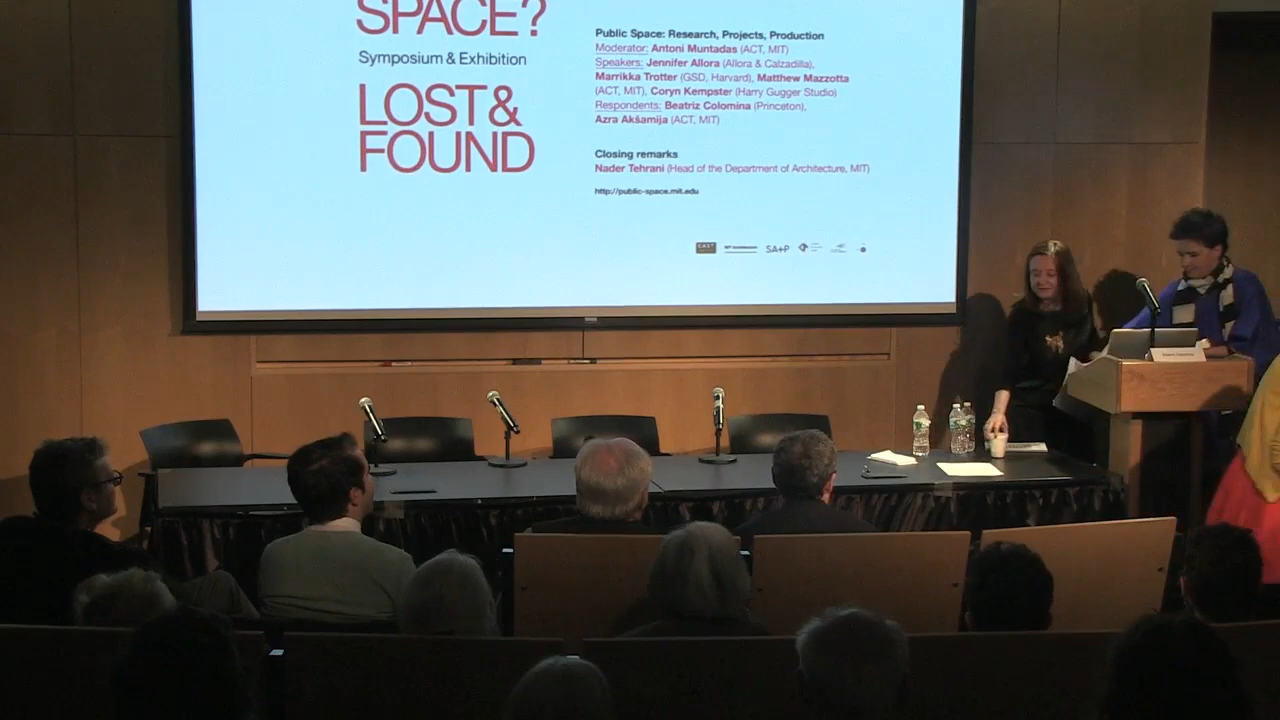 SPACE?
Symposium & Exhibition
LOST&
FOUND
Public Space: Research, Projects, Production
Moderator: Antoni Muntadas (ACT, MIT)
Speakers: Jennifer Allora (Allora & Calzadilla),
Marrikka Trotter (GSD, Harvard), Matthew Mazzotta
(ACT, MIT), Coryn Kempster (Harry Gugger Studio)
Respondents: Beatriz Colomina (Princeton),
Azra Akšamija (ACT, MIT)
Closing remarks
Nader Tehrani (Head of the Department of Architecture, MIT)
http://public-space.mit.edu
CAST
SA+P